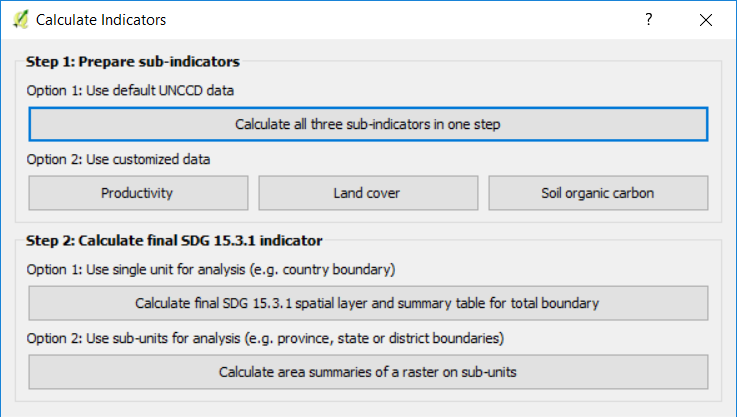 Calculate Indicators
?
Step 1: Prepare sub-indicators
Option 1: Use default UNCCD data
Calculate all three sub-indicators in one step
Option 2: Use customized data
Productivity
Land cover
Soil organic carbon
Step 2: Calculate final SDG 15.3.1 indicator
Option 1: Use single unit for analysis (e.g. country boundary)
Calculate final SDG 15.3.1 spatial layer and summary table for total boundary
Option 2: Use sub-units for analysis (e.g. province, state or district boundaries)
Calculate area summaries of a raster on sub-units